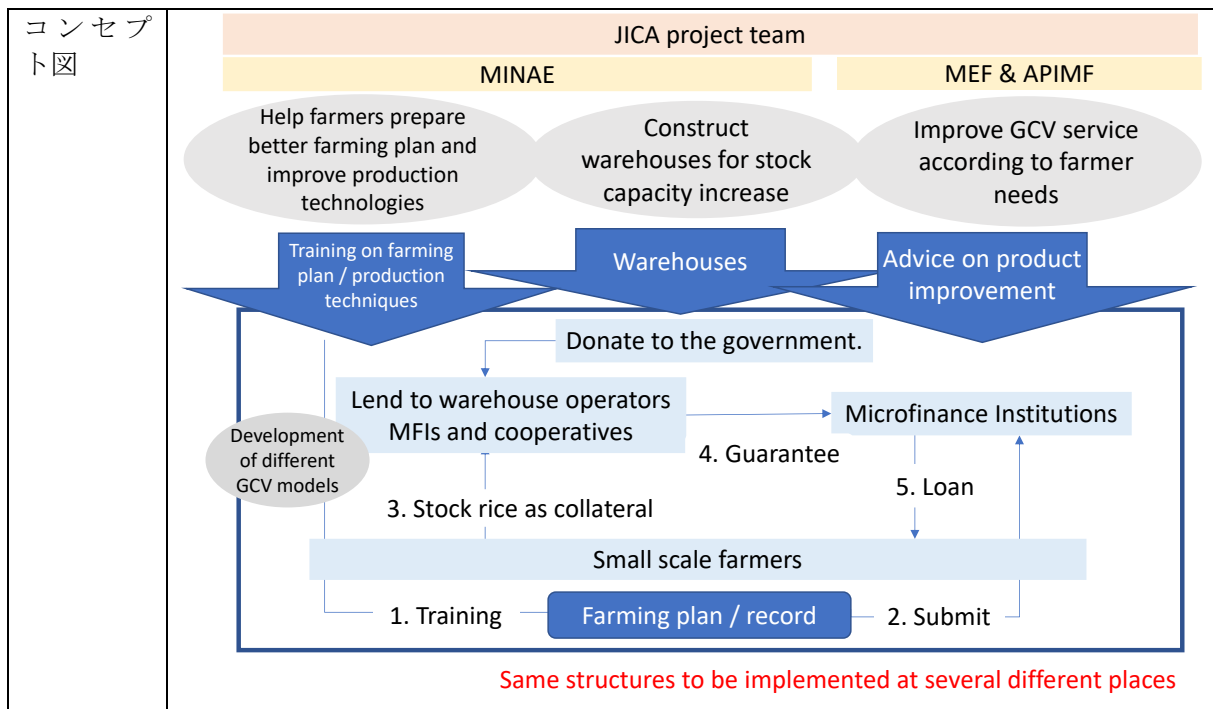 コンセプ
ト図
JICA project team
MINAE
MEF & APIMF
Help farmers prepare
better farming plan and
improve production
technologies
Construct
warehouses for stock
capacity increase
Improve GCV service
according to farmer
needs
Training on farming
plan / production
techniques
Warehouses
Advice on product
improvement
Donate to the government.
Lend to warehouse operators
MFIs and cooperatives
Microfinance Institutions
4. Guarantee
Development
of different
GCV models
5. Loan
3. Stock rice as collateral
Small scale farmers
1. Training
Farming plan / record
2. Submit
Same structures to be implemented at several different places